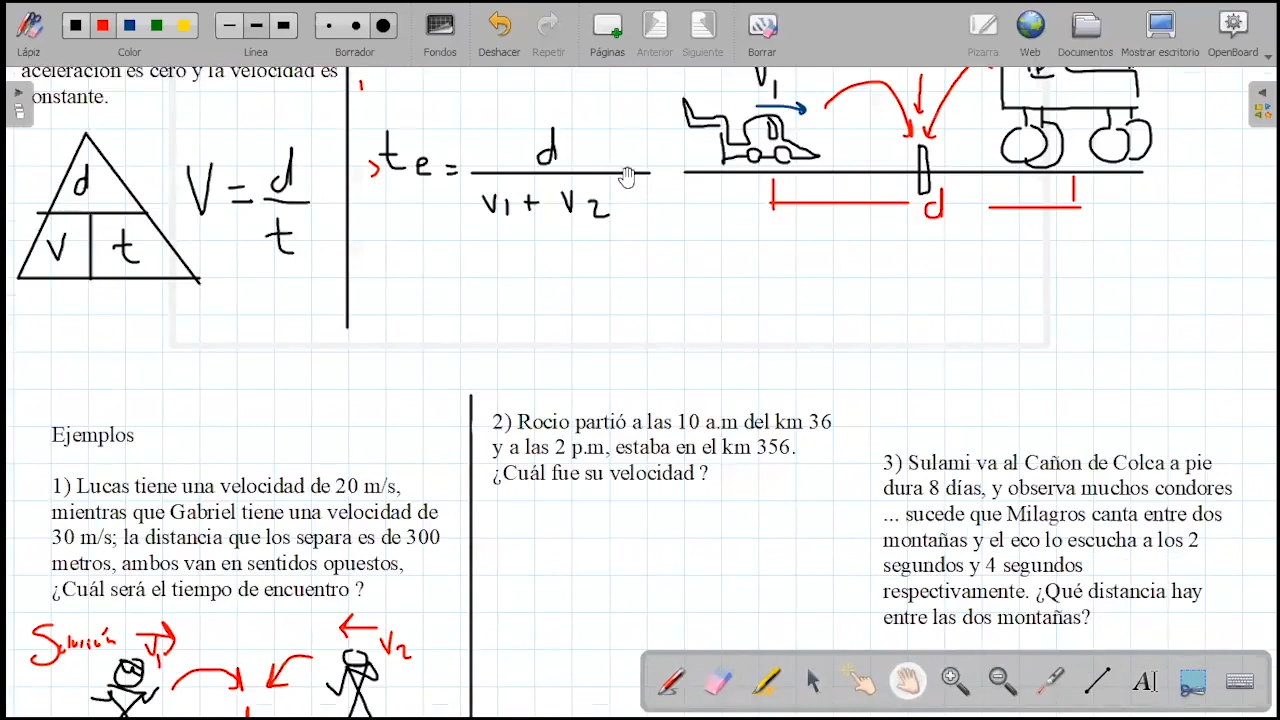 Lápiz
Color
Línea
Borrador
Fondos
Deshacer
Repetir
Páginas
Anterior
Siguiente
Borrar
Pizarra
Web
Documentos
Mostrar escritorio
OpenBoard
aceleración es cero y la velocidad es
constante.
d
V t
V = d
t
te = d
v1 + v2
V1
d
Ejemplos
1) Lucas tiene una velocidad de 20 m/s,
mientras que Gabriel tiene una velocidad de
30 m/s; la distancia que los separa es de 300
metros, ambos van en sentidos opuestos,
¿Cuál será el tiempo de encuentro ?
Solución
V1
V2
2) Rocio partió a las 10 a.m del km 36
y a las 2 p.m, estaba en el km 356.
¿Cuál fue su velocidad ?
3) Sulami va al Cañon de Colca a pie
dura 8 días, y observa muchos condores
... sucede que Milagros canta entre dos
montañas y el eco lo escucha a los 2
segundos y 4 segundos
respectivamente. ¿Qué distancia hay
entre las dos montañas?